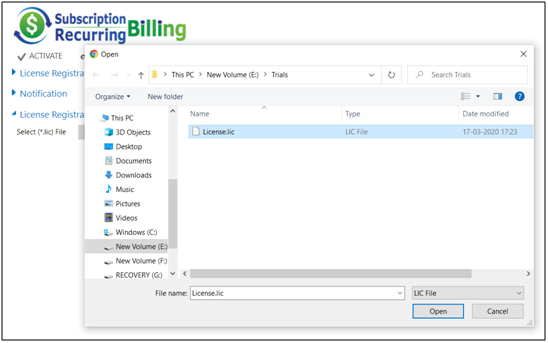 Subscription
Recurring Billing
ACTIVATE
Open
This PC > New Volume (E:) > Trials
Search Trials
Organize
New folder
License Registra
Notification
License Registra
Select (*.lic) File
This PC
3D Objects
Desktop
Documents
Downloads
Music
Pictures
Videos
Windows (C:)
New Volume (E:)
New Volume (F:)
RECOVERY (G:)
Name
Type
Date modified
License.lic
LIC File
17-03-2020 17:23
File name:
License.lic
LIC File
Open
Cancel